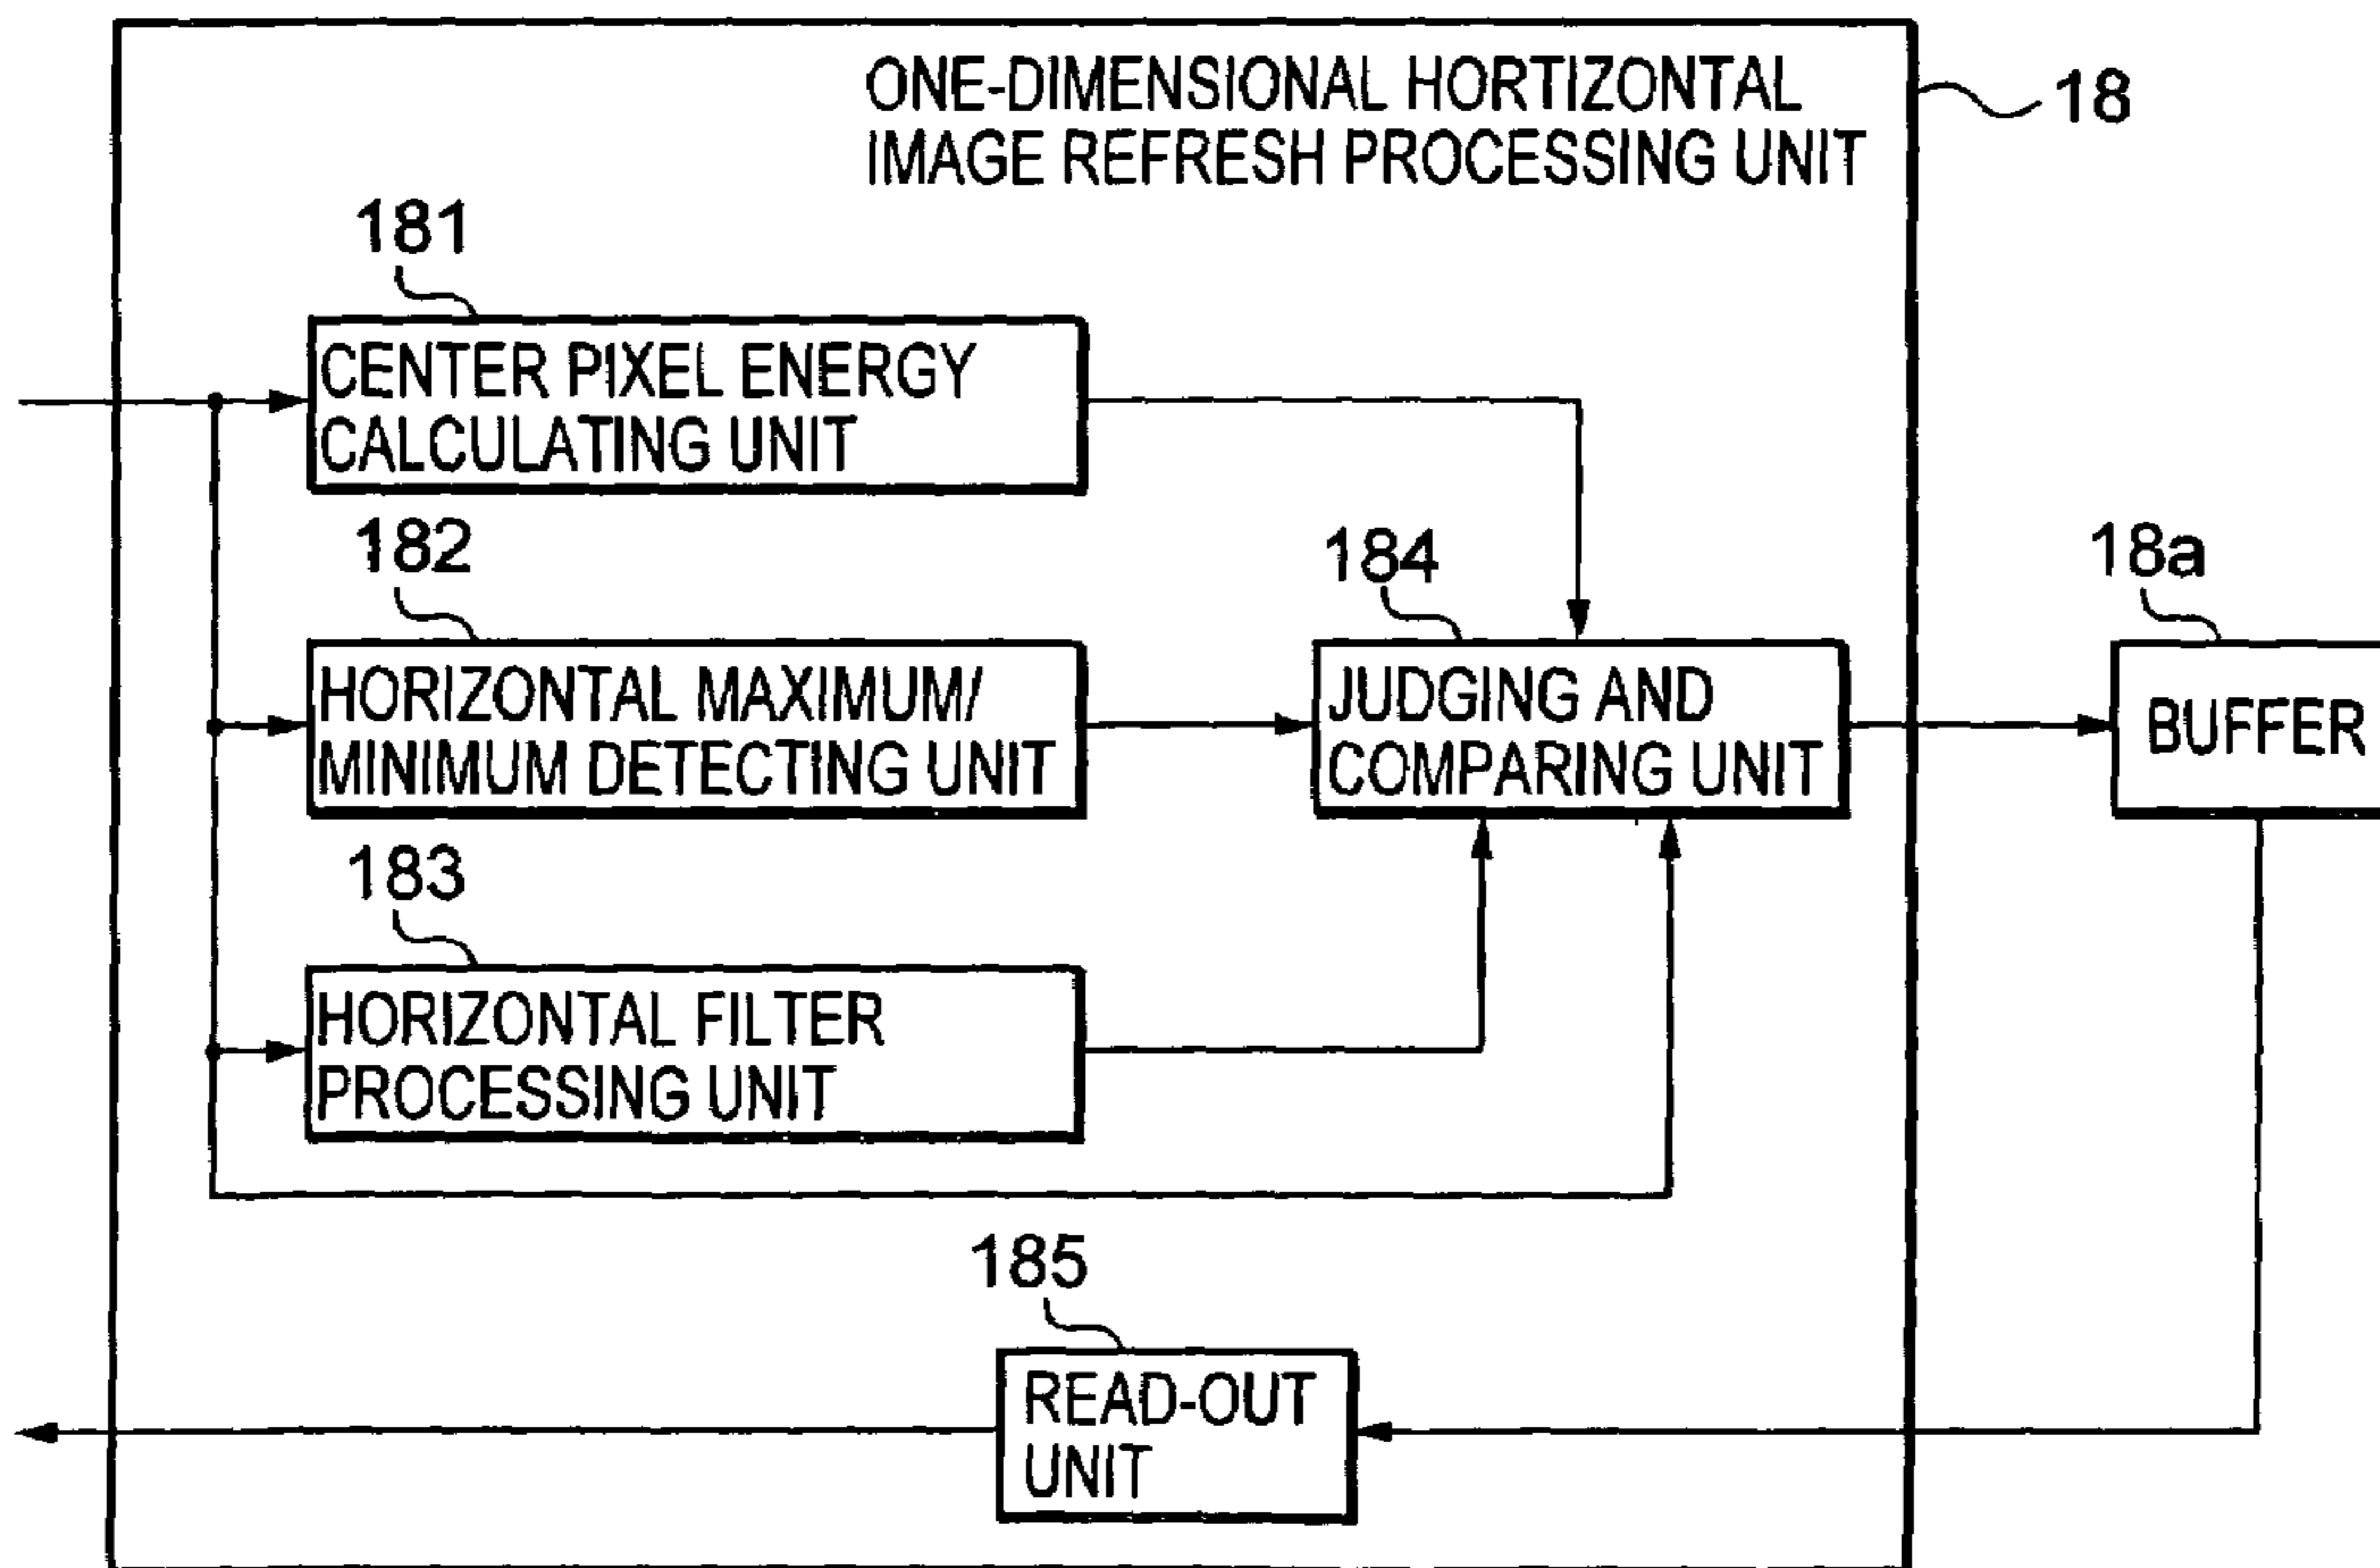 ONE-DIMENSIONAL HORTIZONTAL
IMAGE REFRESH PROCESSING UNIT
18
181
CENTER PIXEL ENERGY
CALCULATING UNIT
182
HORIZONTAL MAXIMUM/
MINIMUM DETECTING UNIT
184
JUDGING AND
COMPARING UNIT
18a
BUFFER
183
HORIZONTAL FILTER
PROCESSING UNIT
185
READ-OUT
UNIT